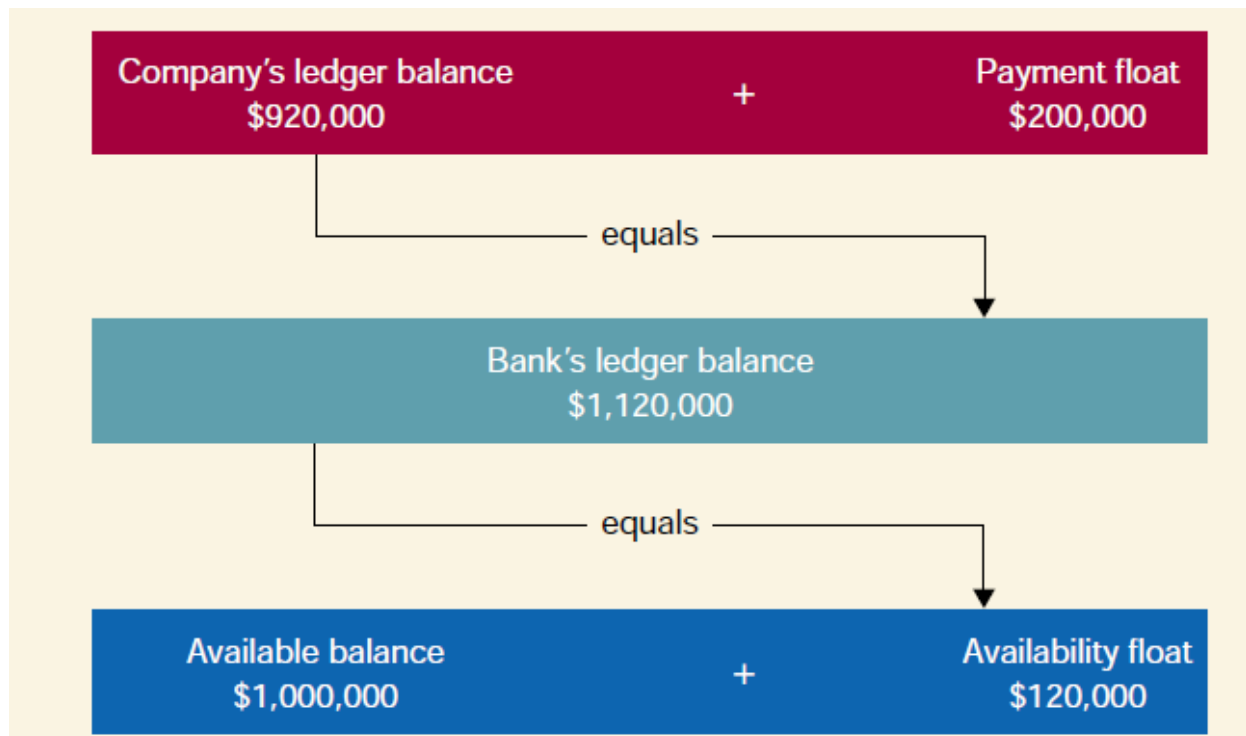 Company’s ledger balance + Payment float
$920,000 $200,000
equals
Bank’s ledger balance
$1,120,000
equals
Available balance + Availability float
$1,000,000 $120,000